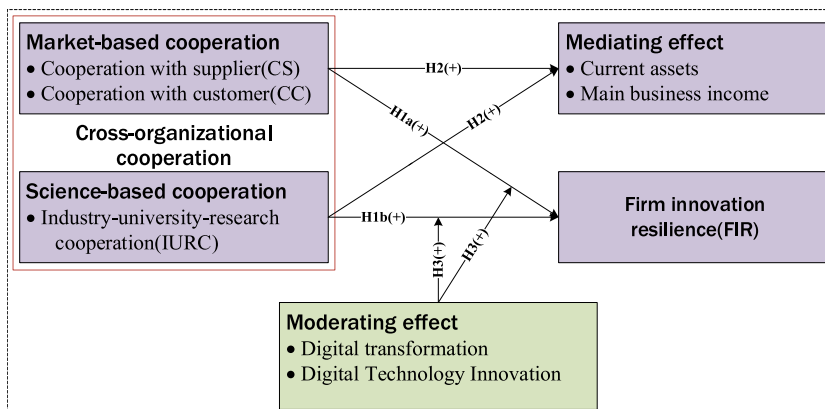 Market-based cooperation
• Cooperation with supplier(CS)
• Cooperation with customer(CC)
Cross-organizational
cooperation
Science-based cooperation
• Industry-university-research
cooperation(IURC)
H2(+)
H1a(+)
H2(+)
H1b(+)
H3(+)
H3(+)
Mediating effect
• Current assets
• Main business income
Firm innovation
resilience(FIR)
Moderating effect
• Digital transformation
• Digital Technology Innovation